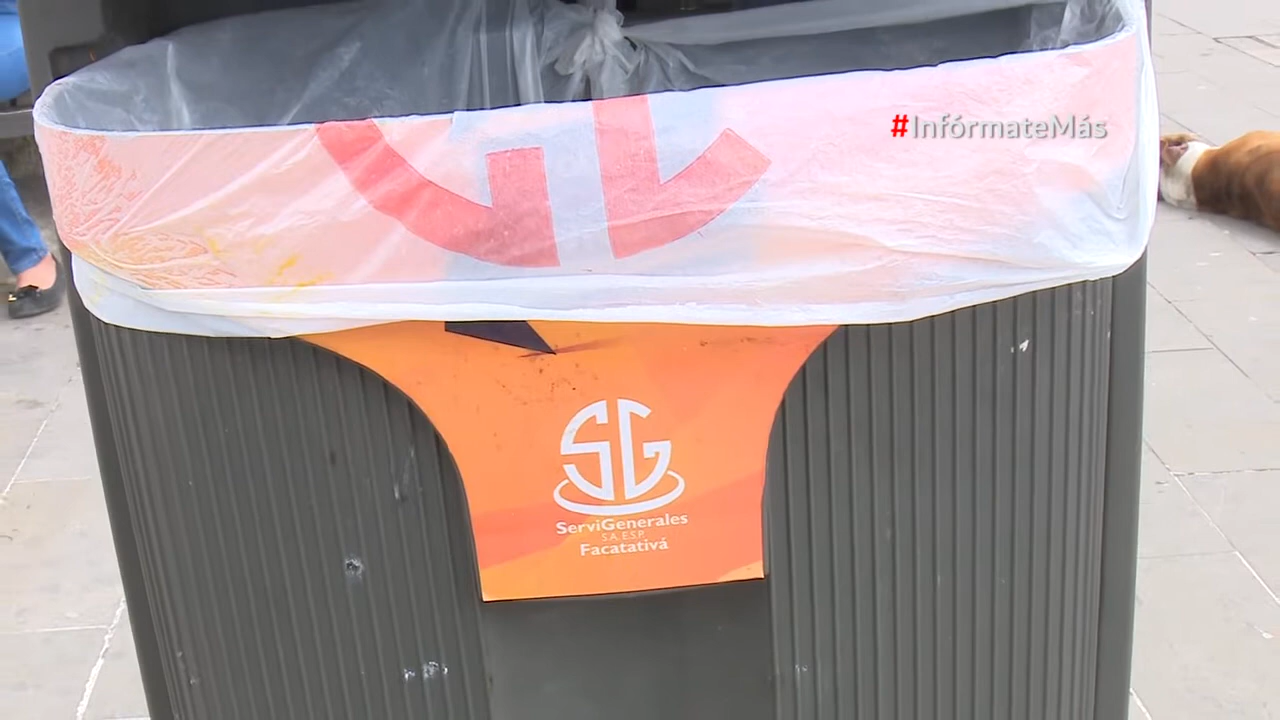 #InfórmateMás
SG
ServiGenerales
S.A. E.S.P.
Facatativá